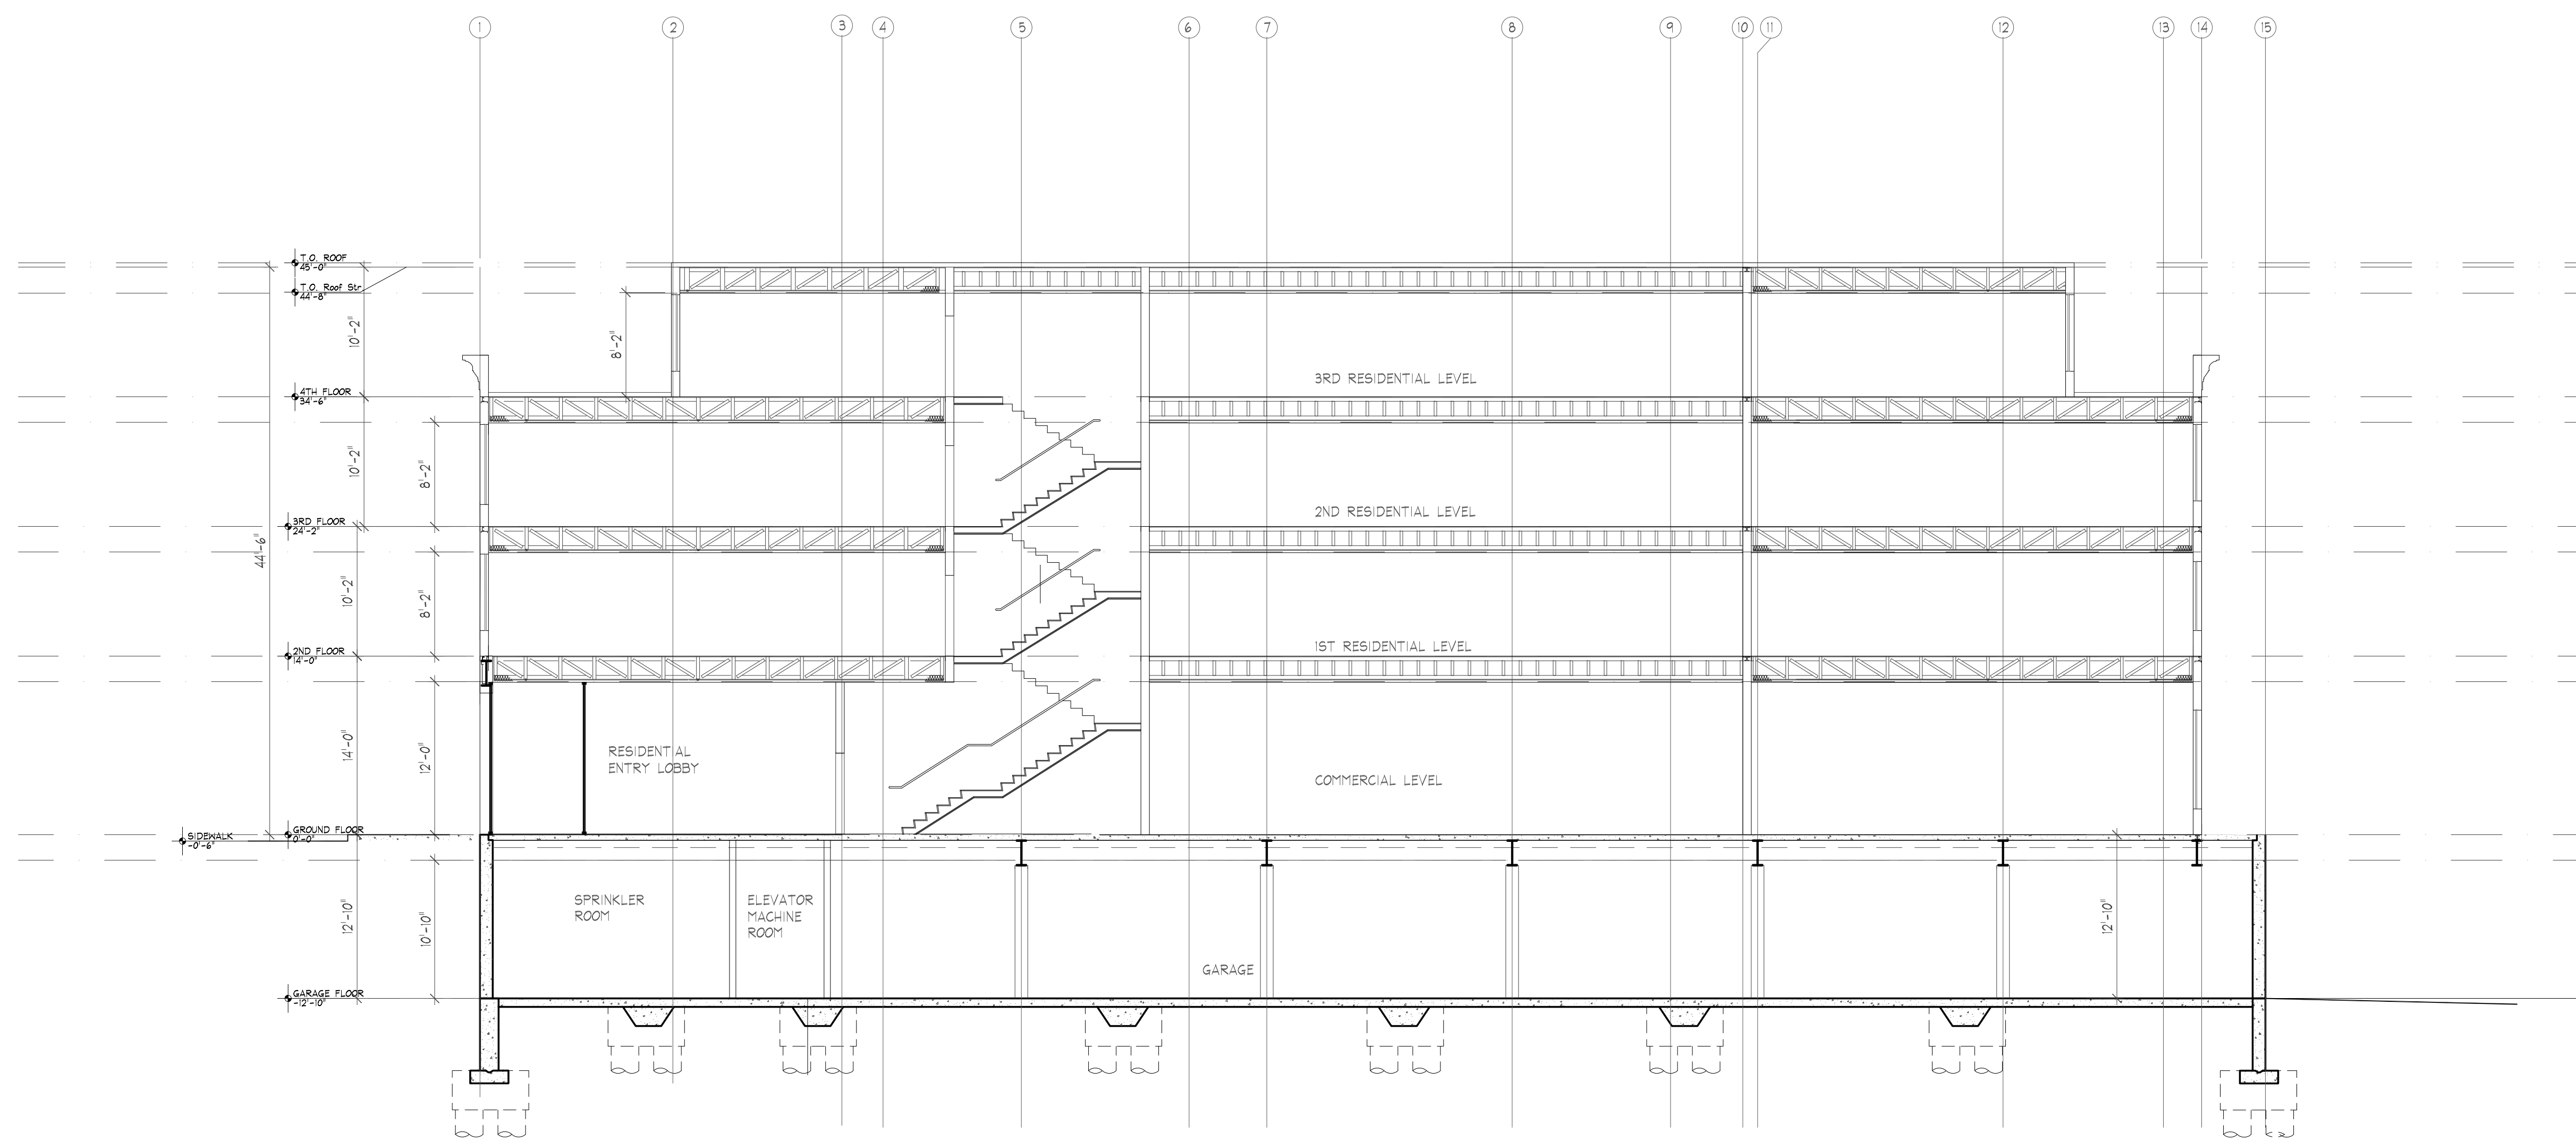 1 2 3 4 5 6 7 8 9 10 11 12 13 14 15
T.O. ROOF
45'-0"
T.O. Roof Str
44'-8"
10'-2"
8'-2"
3RD RESIDENTIAL LEVEL
4TH FLOOR
34'-6"
10'-2"
8'-2"
2ND RESIDENTIAL LEVEL
3RD FLOOR
24'-2"
44'-6"
10'-2"
8'-2"
1ST RESIDENTIAL LEVEL
2ND FLOOR
14'-0"
14'-0"
12'-0"
RESIDENTIAL
ENTRY LOBBY
COMMERCIAL LEVEL
SIDEWALK
-0'-6"
GROUND FLOOR
0'-0"
12'-10"
10'-10"
SPRINKLER
ROOM
ELEVATOR
MACHINE
ROOM
GARAGE
12'-10"
GARAGE FLOOR
-12'-10"